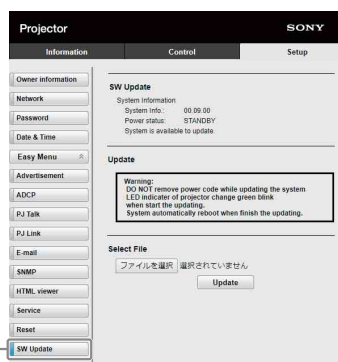 Projector
SONY
Information
Control
Setup
Owner information
Network
Password
Date & Time
Easy Menu
Advertisement
ADCP
PJ Talk
PJ Link
E-mail
SNMP
HTML viewer
Service
Reset
SW Update
SW Update
System Information
System Info.: 00.09.00
Power status: STANDBY
System is available to update
Update
Warning:
DO NOT remove power code while updating the system
LED indicater of projector change green blink
when start the updating.
System automatically reboot when finish the updating.
Select File
ファイルを選択 選択されていません
Update